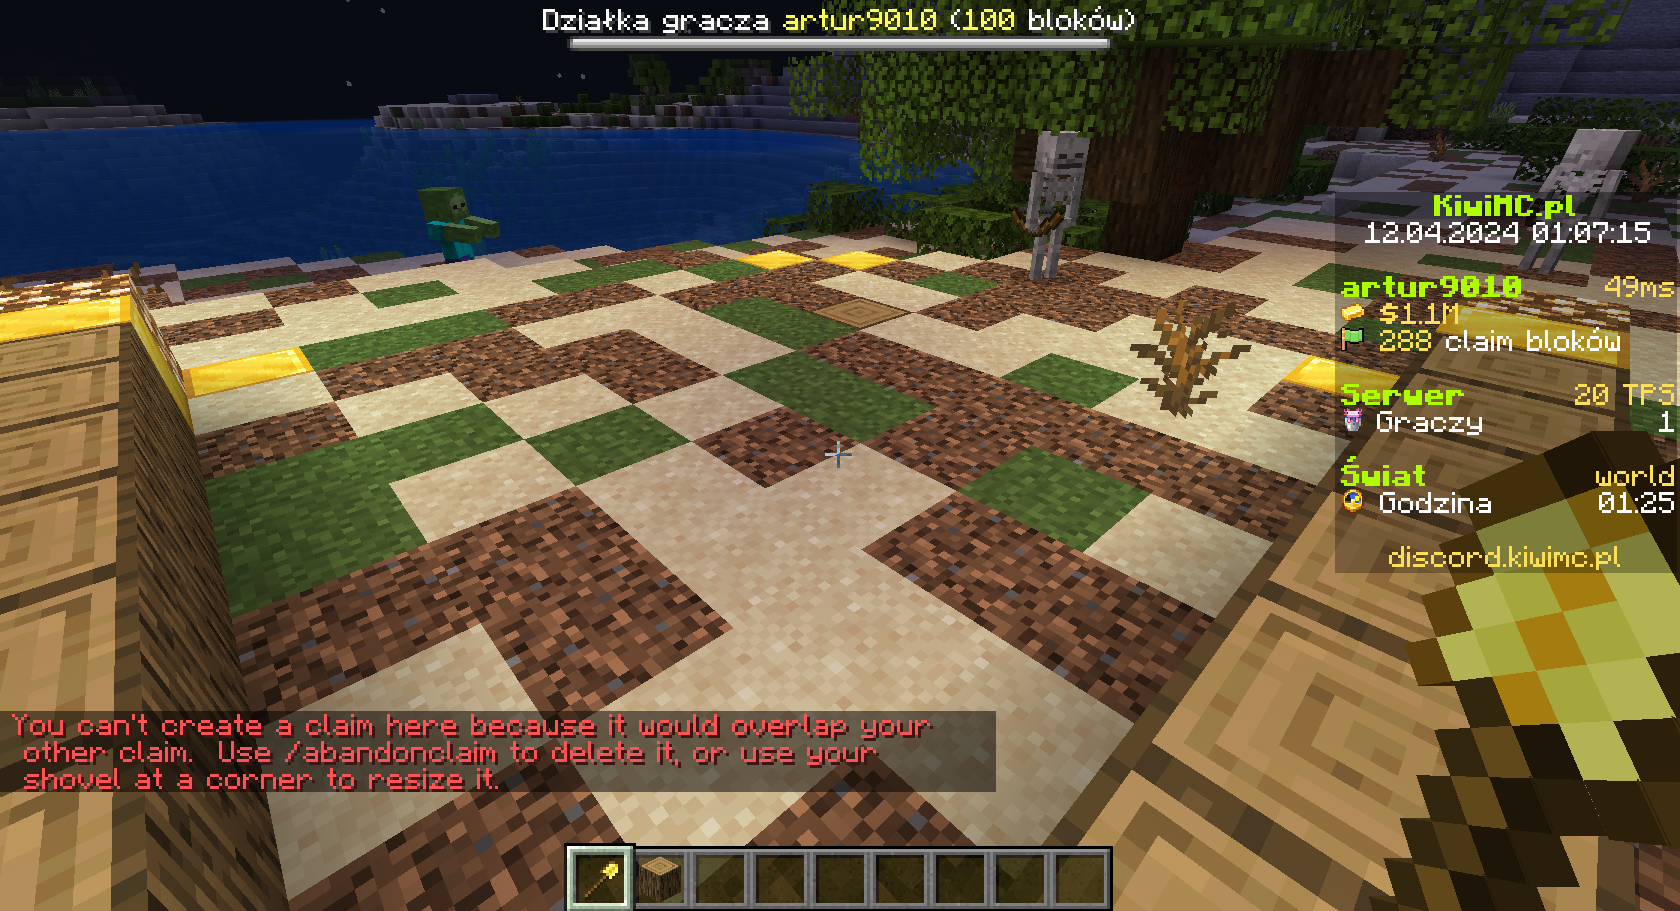 Działka gracza artur9010 (100 bloków)
KiwiMC.pl
12.04.2024 01:07:15
artur9010 49ms
$1.1M
288 claim bloków
Serwer 20 TPS
Graczy 1
Świat world
Godzina 01:25
discord.kiwimc.pl
You can't create a claim here because it would overlap your
other claim.  Use /abandonclaim to delete it, or use your
shovel at a corner to resize it.